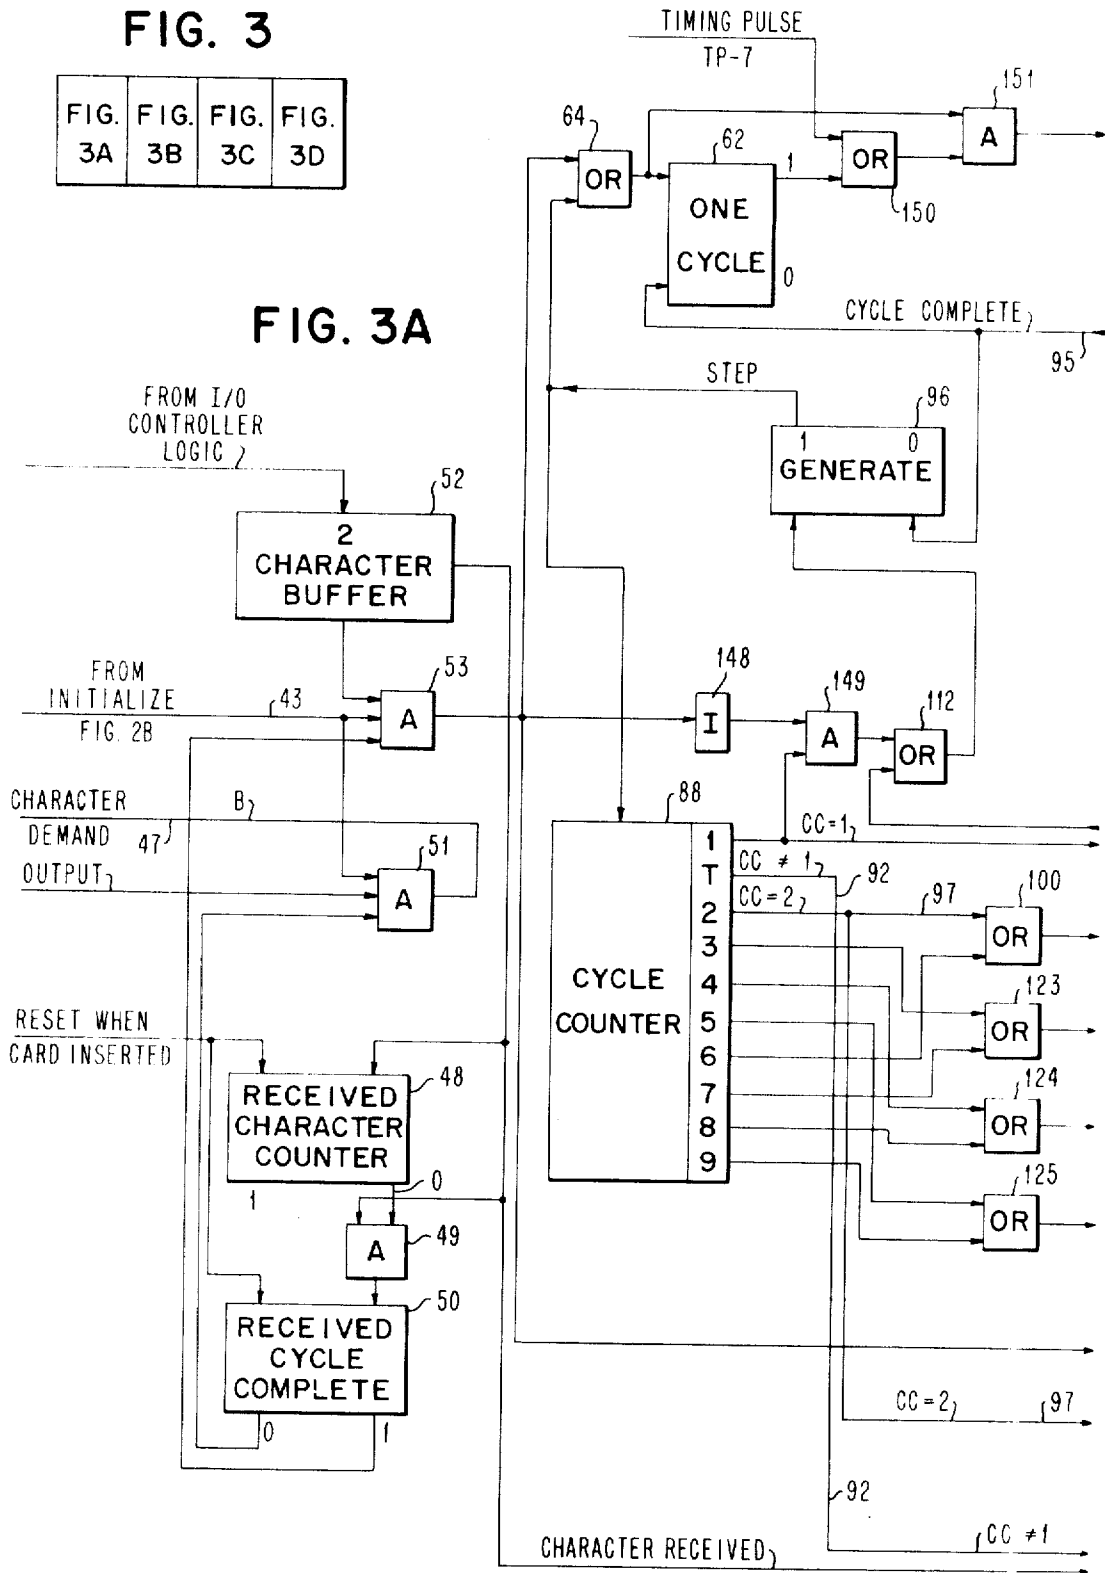 FIG. 3
FIG. 3A
FIG. 3B
FIG. 3C
FIG. 3D
TIMING PULSE
TP-7
151
A
64
OR
62
ONE
CYCLE
1
0
OR
150
FIG. 3A
CYCLE COMPLETE
95
STEP
96
1 0
GENERATE
FROM I/O
CONTROLLER
LOGIC
52
2
CHARACTER
BUFFER
FROM
INITIALIZE
FIG. 2B
43
53
A
148
I
149
A
112
OR
CHARACTER
DEMAND
47
B
OUTPUT
51
A
88
CYCLE
COUNTER
1
T
2
3
4
5
6
7
8
9
CC=1
CC ≠ 1
92
CC=2
97
100
OR
123
OR
124
OR
125
OR
RESET WHEN
CARD INSERTED
48
RECEIVED
CHARACTER
COUNTER
1
0
49
A
50
RECEIVED
CYCLE
COMPLETE
0
1
CC=2
97
92
CC ≠1
CHARACTER RECEIVED